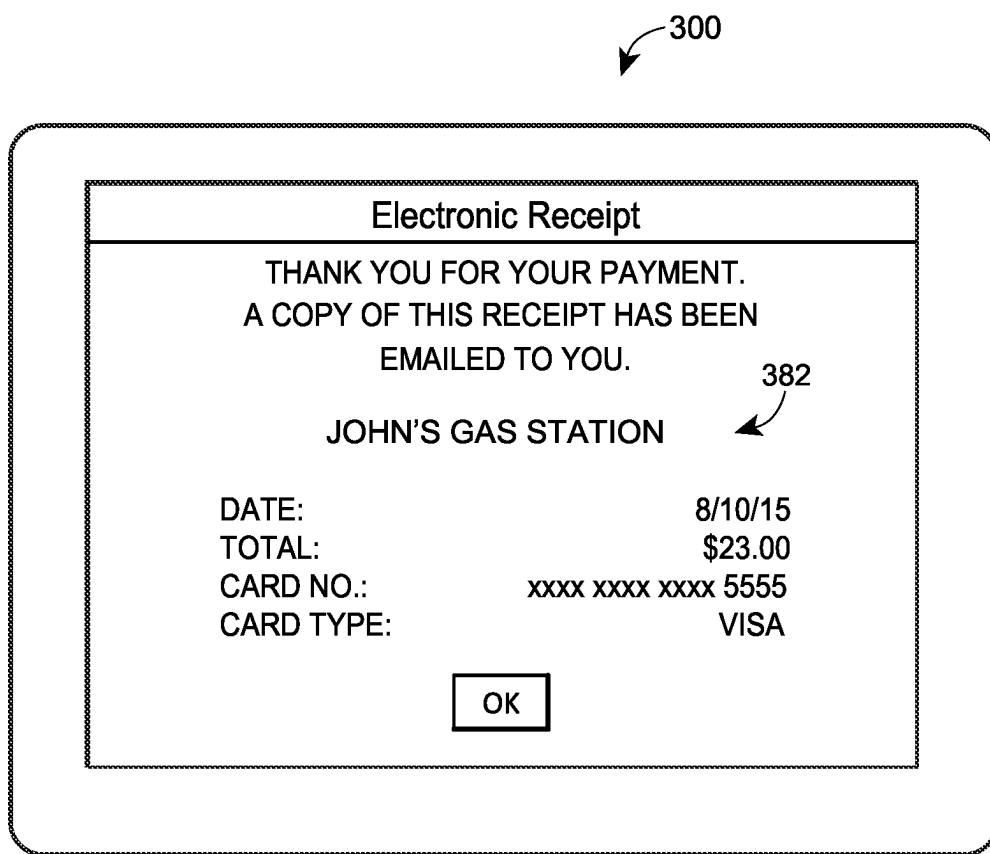 300
Electronic Receipt
THANK YOU FOR YOUR PAYMENT.
A COPY OF THIS RECEIPT HAS BEEN
EMAILED TO YOU.
382
JOHN'S GAS STATION
DATE: 8/10/15
TOTAL: $23.00
CARD NO.: xxxx xxxx xxxx 5555
CARD TYPE: VISA
OK